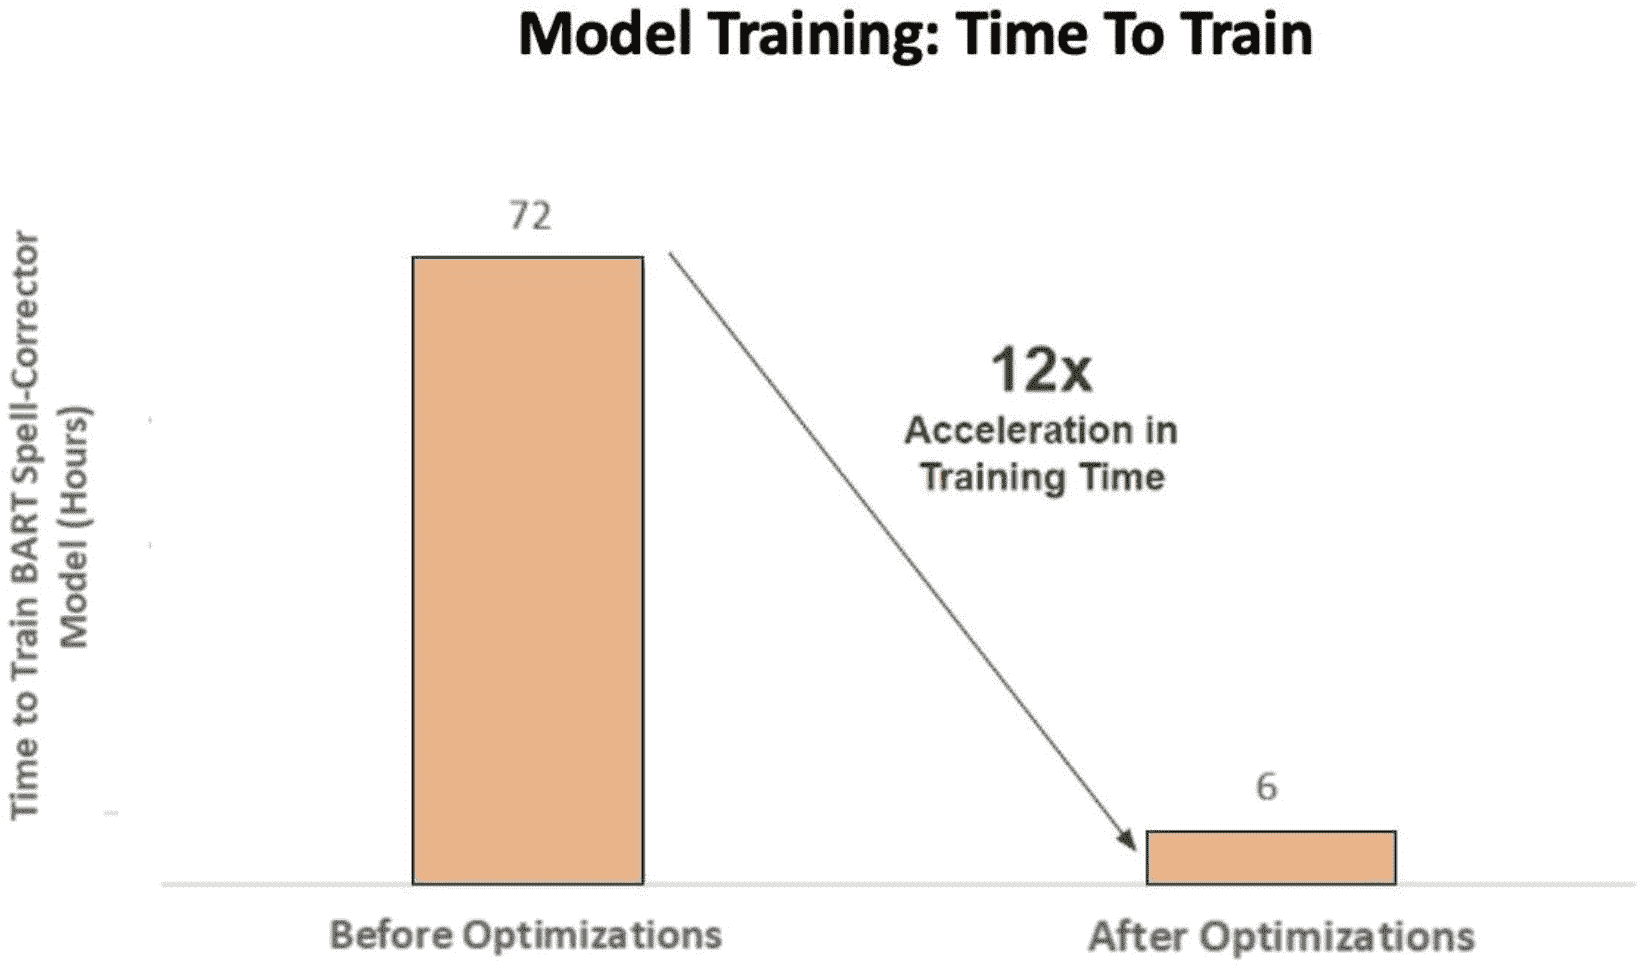 Model Training: Time To Train
Time to Train BART Spell-Corrector
Model (Hours)
72
12x
Acceleration in
Training Time
6
Before Optimizations
After Optimizations